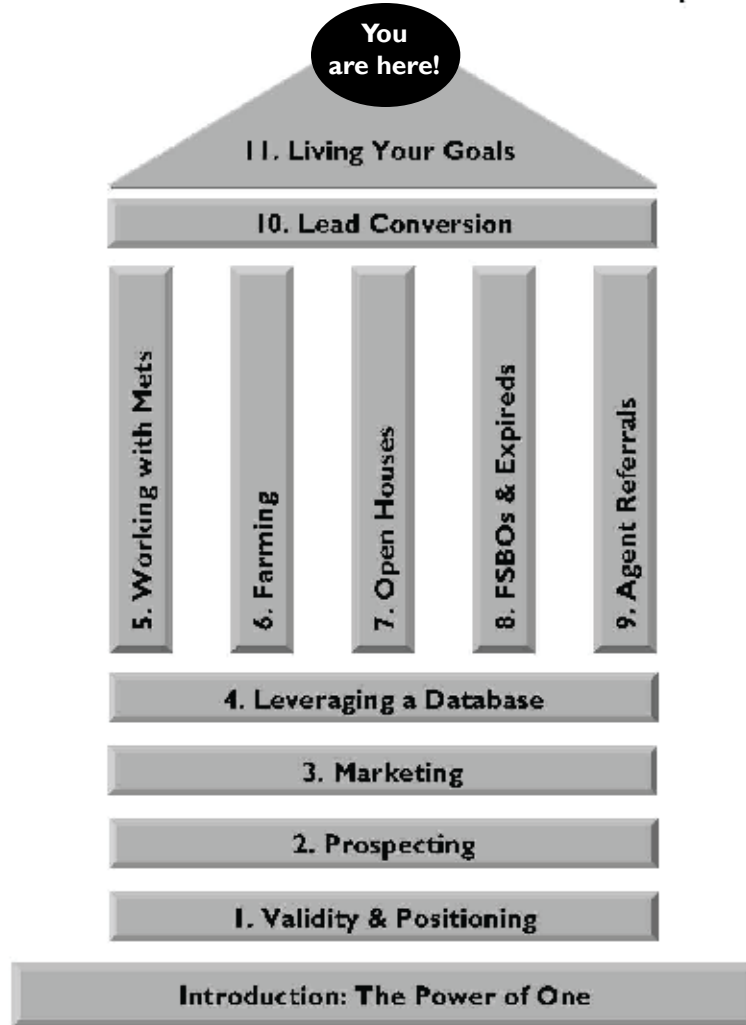 You
are here!
11. Living Your Goals
10. Lead Conversion
5. Working with Mets
6. Farming
7. Open Houses
8. FSBOs & Expireds
9. Agent Referrals
4. Leveraging a Database
3. Marketing
2. Prospecting
1. Validity & Positioning
Introduction: The Power of One